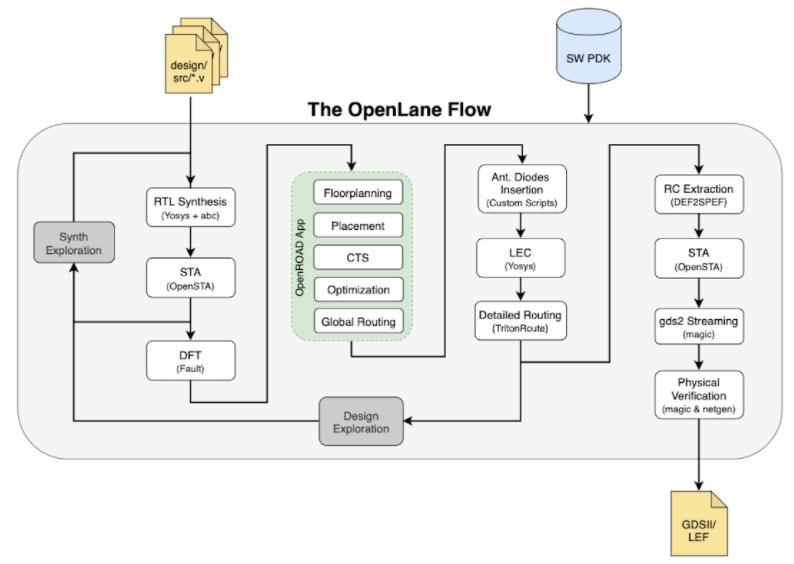 design/
src/*.v
SW PDK
The OpenLane Flow
RTL Synthesis
(Yosys + abc)
Synth
Exploration
STA
(OpenSTA)
DFT
(Fault)
OpenROAD App
Floorplanning
Placement
CTS
Optimization
Global Routing
Design
Exploration
Ant. Diodes
Insertion
(Custom Scripts)
LEC
(Yosys)
Detailed Routing
(TritonRoute)
RC Extraction
(DEF2SPEF)
STA
(OpenSTA)
gds2 Streaming
(magic)
Physical
Verification
(magic & netgen)
GDSII/
LEF